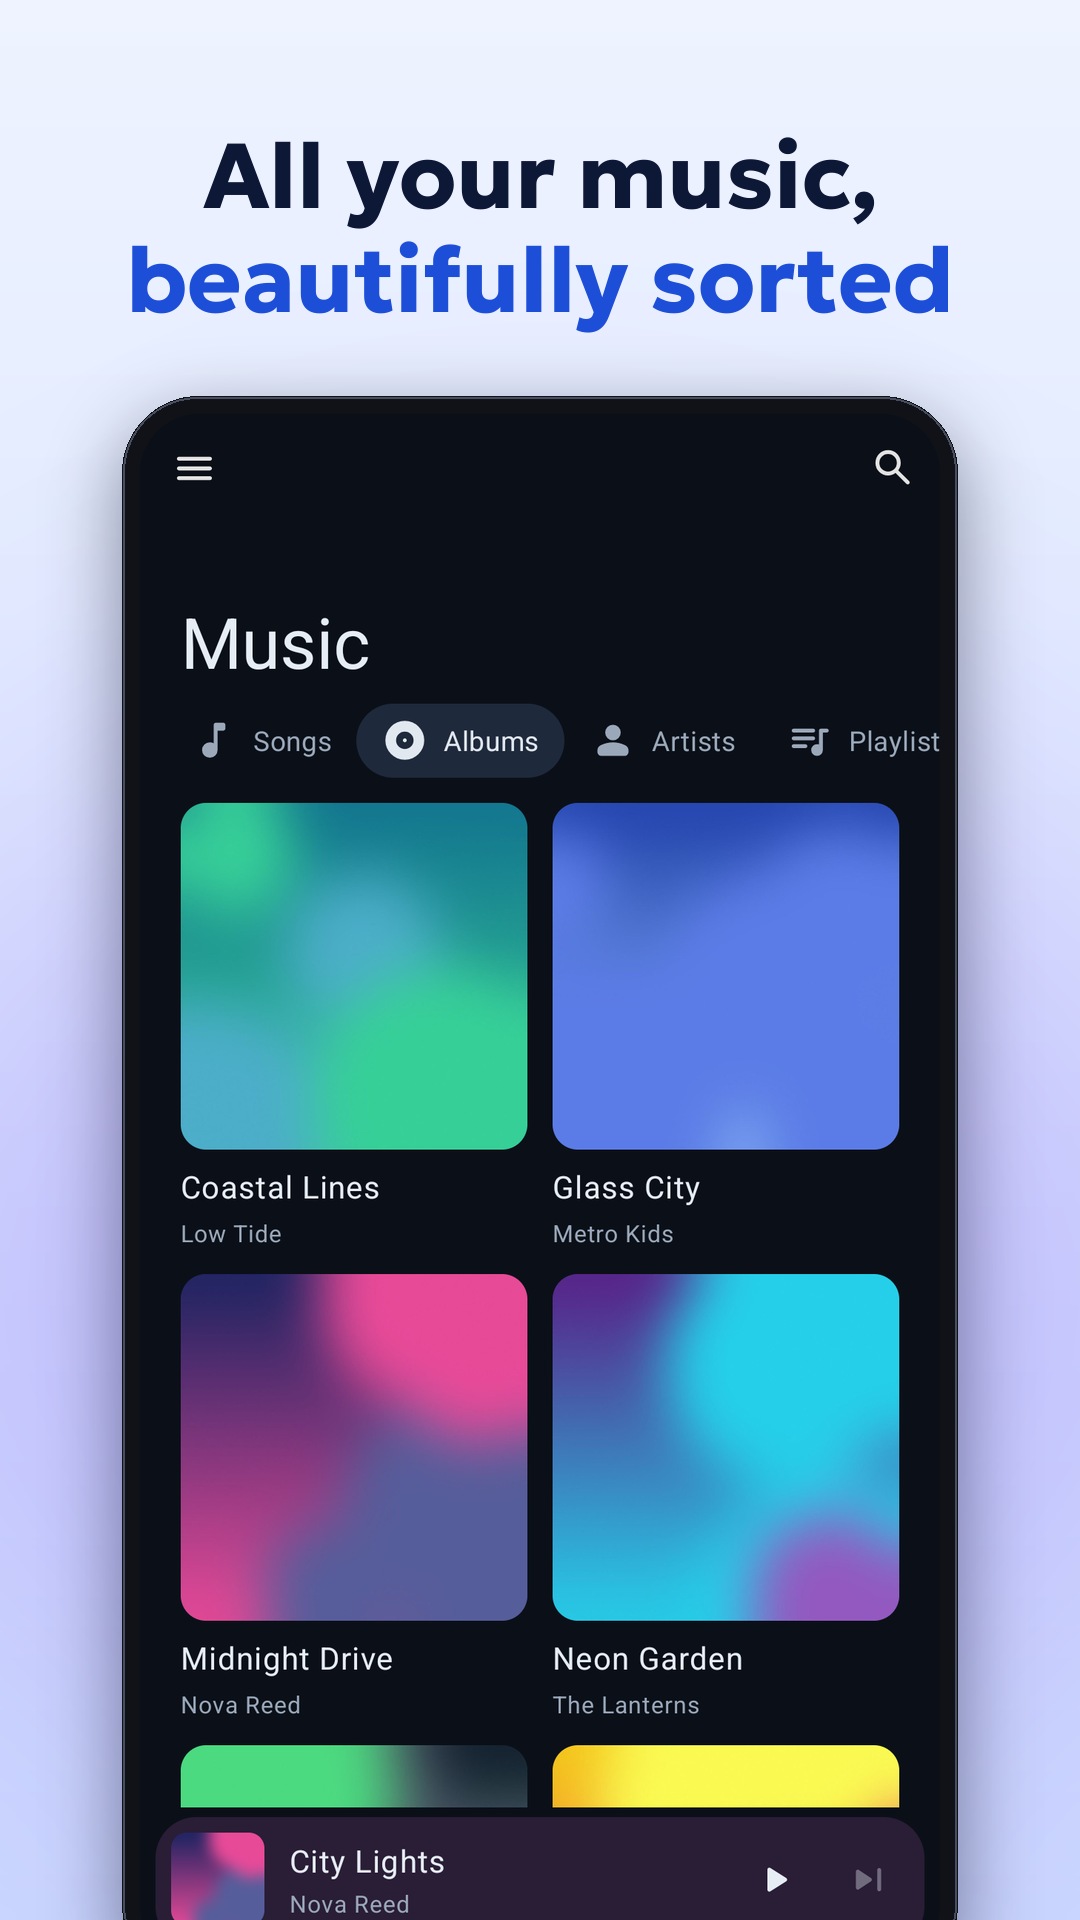 All your music,
beautifully sorted
Music
Songs Albums Artists Playlist
Coastal Lines Glass City
Low Tide Metro Kids
Midnight Drive Neon Garden
Nova Reed The Lanterns
City Lights
Nova Reed